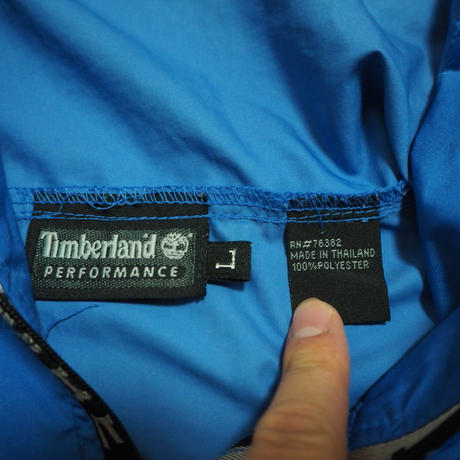 Timberland
PERFORMANCE
L
RN#76382
MADE IN THAILAND
100%POLYESTER